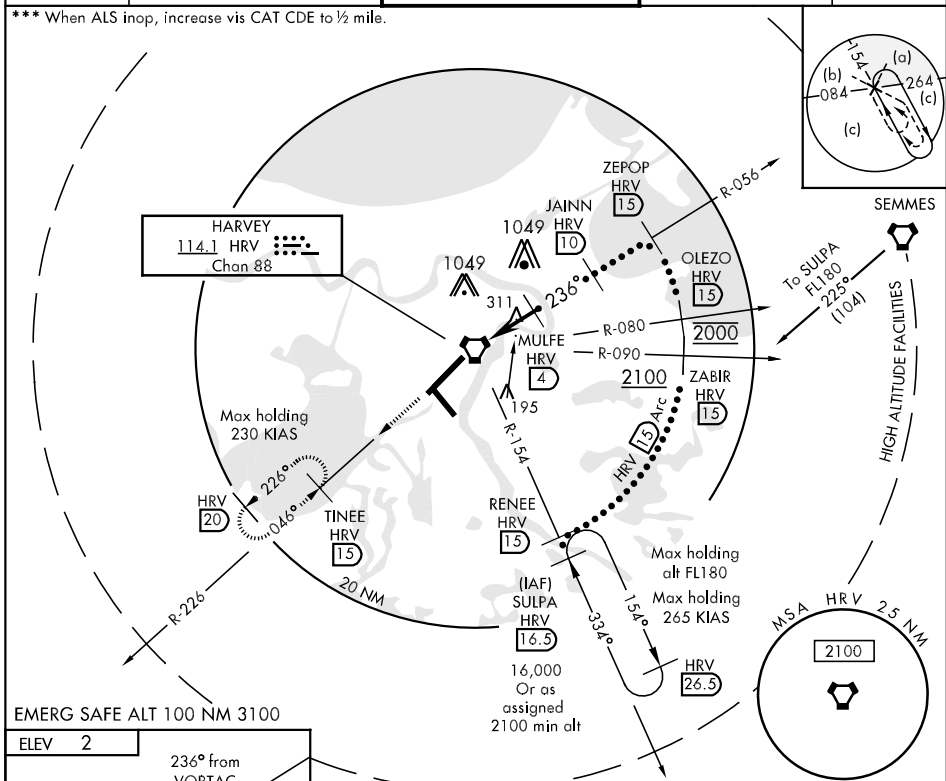 *** When ALS inop, increase vis CAT CDE to ½ mile.
154
(a)
(b)
084
264
(c)
(c)
ZEPOP
HRV
15
R-056
JAINN
HRV
10
SEMMES
HARVEY
114.1 HRV
Chan 88
1049
1049
OLEZO
HRV
15
To SULPA
FL180
225°
(104)
236°
311
R-080
2000
MULFE
HRV
4
R-090
2100
ZABIR
HRV
15
195
HIGH ALTITUDE FACILITIES
Max holding
230 KIAS
R-154
HRV 15 Arc
226°
046°
HRV
20
TINEE
HRV
15
RENEE
HRV
15
20 NM
R-226
Max holding
alt FL180
Max holding
265 KIAS
(IAF)
SULPA
HRV
16.5
334°
154°
HRV
26.5
16,000
Or as
assigned
2100 min alt
MSA HRV 25 NM
2100
EMERG SAFE ALT 100 NM 3100
ELEV 2
236° from
VORTAC